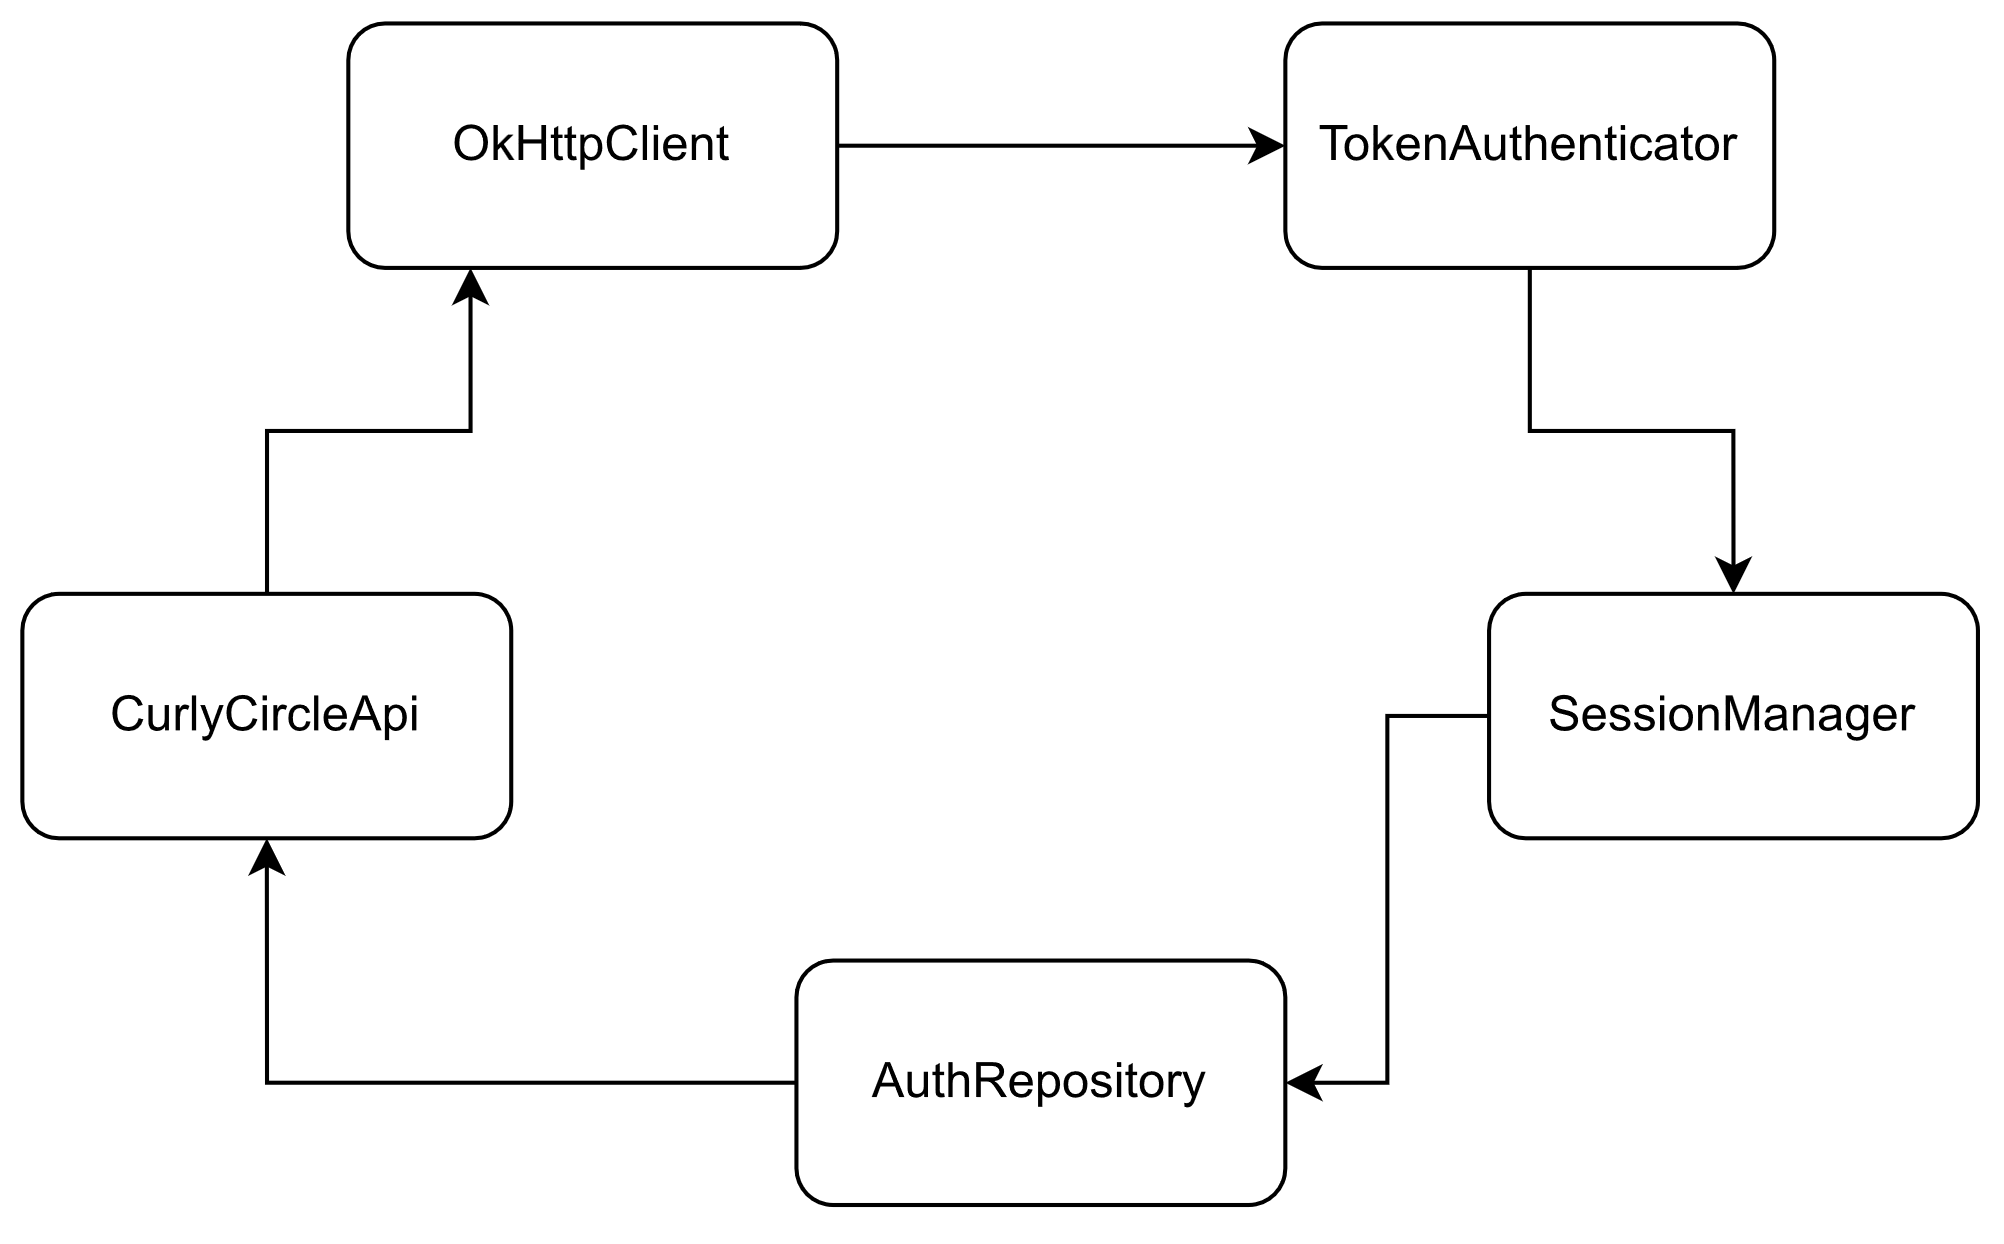 OkHttpClient
TokenAuthenticator
CurlyCircleApi
SessionManager
AuthRepository